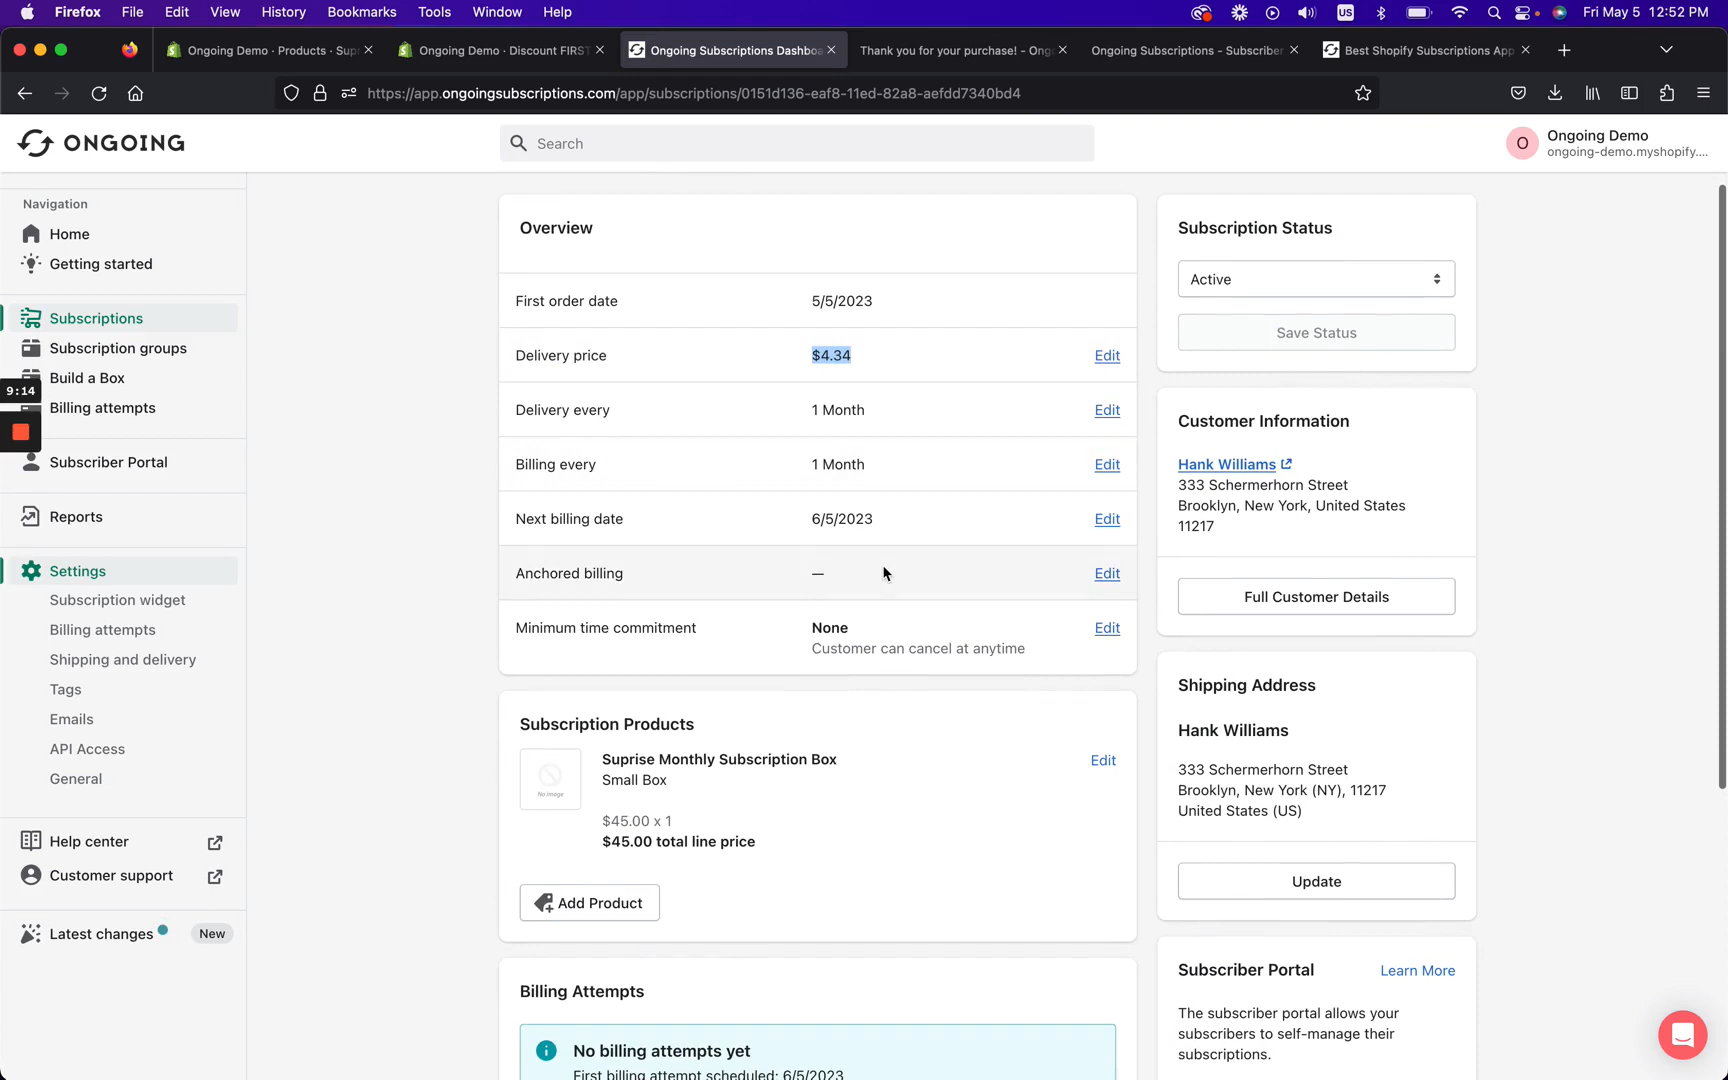 Firefox File Edit View History Bookmarks Tools Window Help
US Fri May 5 12:52 PM
Ongoing Demo · Products · Sup
Ongoing Demo · Discount FIRST
Ongoing Subscriptions Dashboa
Thank you for your purchase! - Ong
Ongoing Subscriptions - Subscriber
Best Shopify Subscriptions App
https://app.ongoingsubscriptions.com/app/subscriptions/0151d136-eaf8-11ed-82a8-aefdd7340bd4
ONGOING
Search
O
Ongoing Demo
ongoing-demo.myshopify....
Navigation
Home
Getting started
Subscriptions
Subscription groups
Build a Box
9:14
Billing attempts
Subscriber Portal
Reports
Settings
Subscription widget
Billing attempts
Shipping and delivery
Tags
Emails
API Access
General
Help center
Customer support
Latest changes New
Overview
First order date 5/5/2023
Delivery price $4.34 Edit
Delivery every 1 Month Edit
Billing every 1 Month Edit
Next billing date 6/5/2023 Edit
Anchored billing — Edit
Minimum time commitment None Edit
Customer can cancel at anytime
Subscription Products
No image
Suprise Monthly Subscription Box Edit
Small Box
$45.00 x 1
$45.00 total line price
Add Product
Billing Attempts
No billing attempts yet
First billing attempt scheduled: 6/5/2023
Subscription Status
Active
Save Status
Customer Information
Hank Williams
333 Schermerhorn Street
Brooklyn, New York, United States
11217
Full Customer Details
Shipping Address
Hank Williams
333 Schermerhorn Street
Brooklyn, New York (NY), 11217
United States (US)
Update
Subscriber Portal Learn More
The subscriber portal allows your
subscribers to self-manage their
subscriptions.